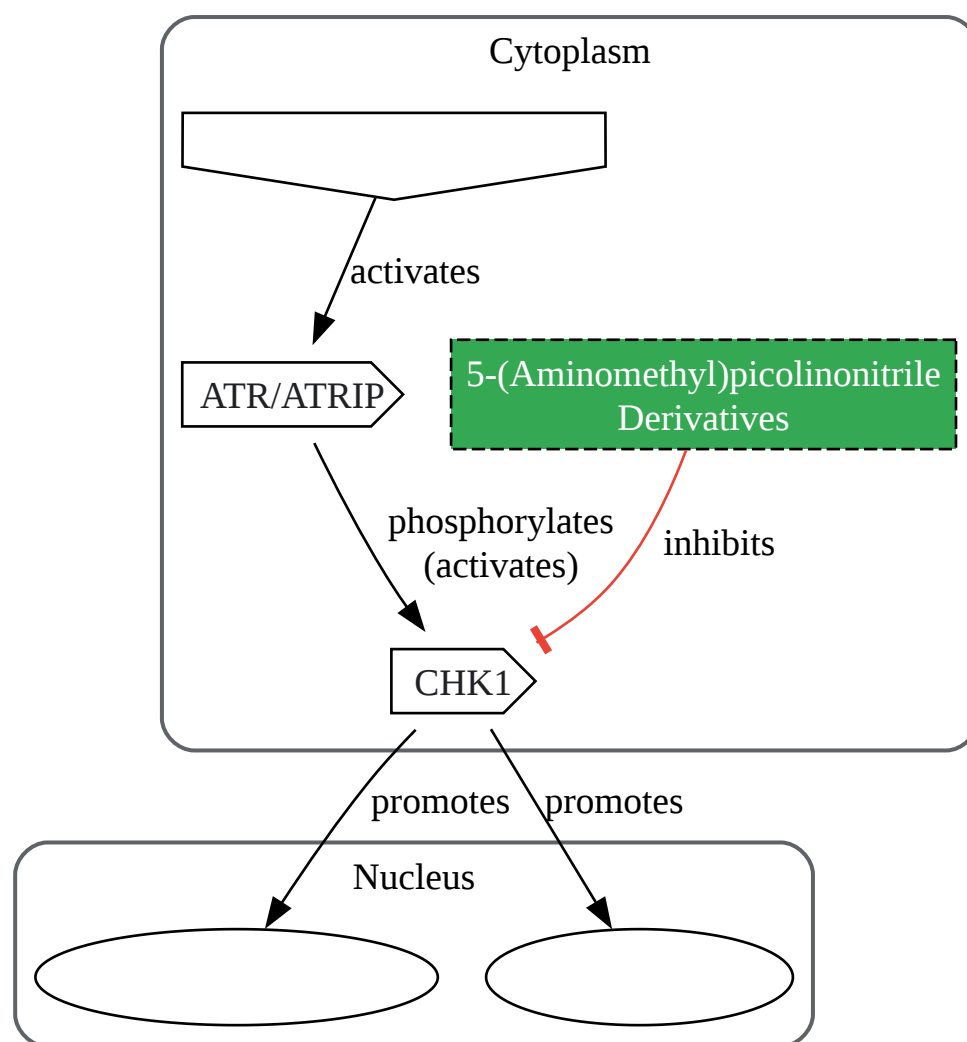 Cytoplasm
activates
ATR/ATRIP
5-(Aminomethyl)picolinonitrile
Derivatives
phosphorylates
(activates)
inhibits
CHK1
promotes
promotes
Nucleus